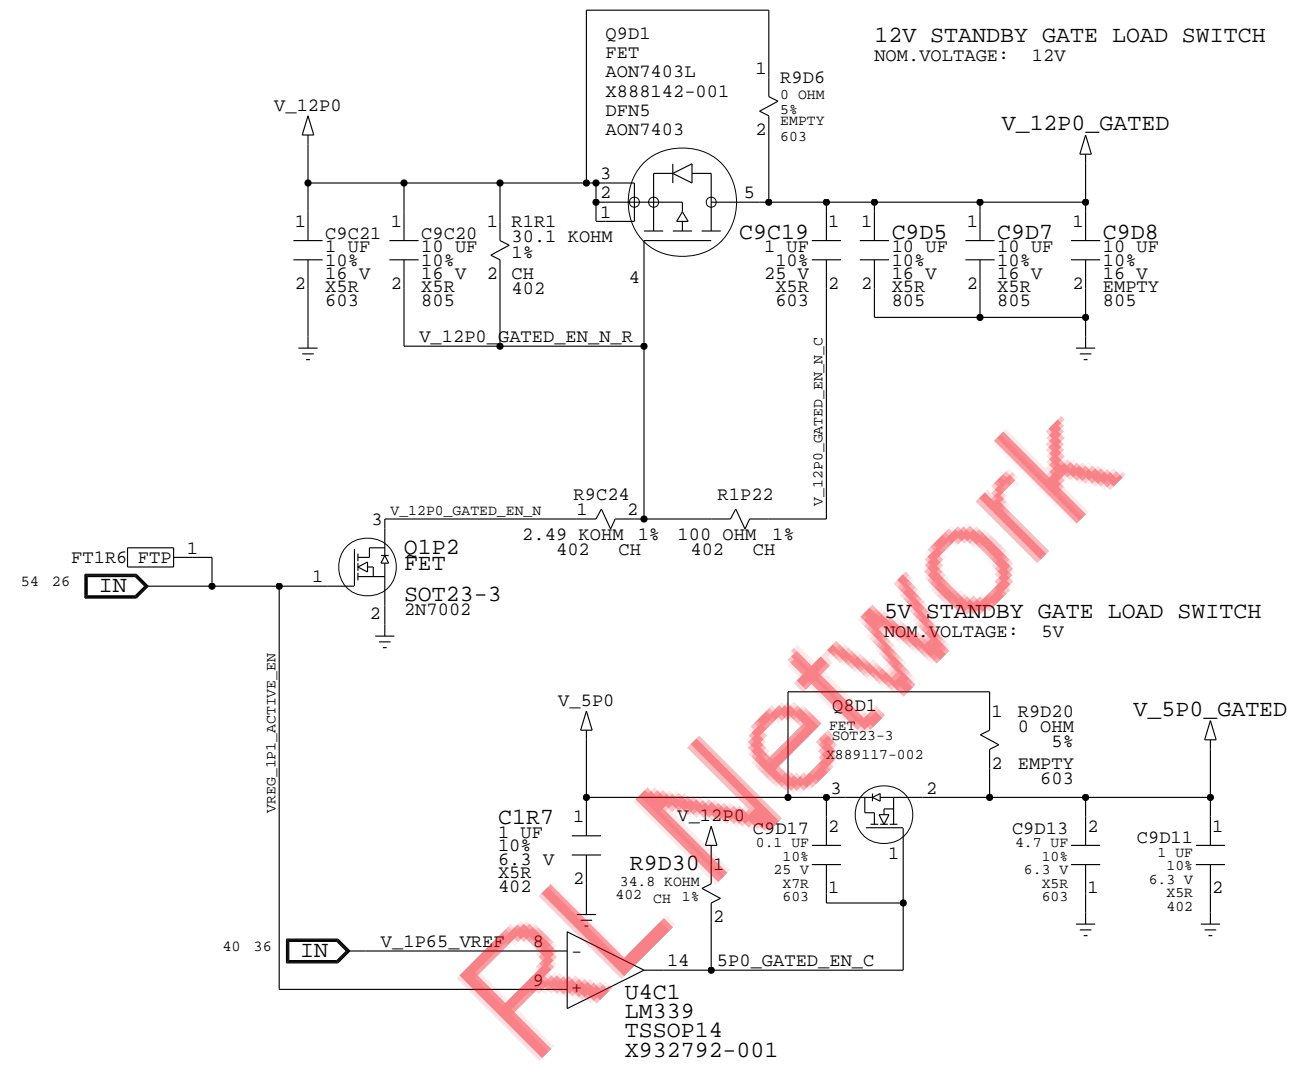 12V STANDBY GATE LOAD SWITCH
NOM.VOLTAGE: 12V
Q9D1
FET
AON7403L
X888142-001
DFN5
AON7403
1
R9D6
0 OHM
5%
EMPTY
603
2
V_12P0
V_12P0_GATED
3
2
1
5
4
1
C9C21
1 UF
10%
16 V
X5R
603
2
1
C9C20
10 UF
10%
16 V
X5R
805
2
1
R1R1
30.1 KOHM
1%
CH
402
2
1
C9C19
1 UF
10%
25 V
X5R
603
2
1
C9D5
10 UF
10%
16 V
X5R
805
2
1
C9D7
10 UF
10%
16 V
X5R
805
2
1
C9D8
10 UF
10%
16 V
EMPTY
805
2
V_12P0_GATED_EN_N_R
V_12P0_GATED_EN_N_C
R9C24
1 2
2.49 KOHM 1%
402 CH
R1P22
100 OHM 1%
402 CH
V_12P0_GATED_EN_N
3
Q1P2
FET
SOT23-3
2N7002
1
2
FT1R6 FTP 1
54 26 IN
VREG_1P1_ACTIVE_EN
5V STANDBY GATE LOAD SWITCH
NOM.VOLTAGE: 5V
V_5P0
Q8D1
FET
SOT23-3
X889117-002
1
R9D20
0 OHM
5%
2
EMPTY
603
V_5P0_GATED
3
2
1
C1R7
1 UF
10%
6.3 V
X5R
402
1
2
V_12P0
R9D30
1
34.8 KOHM
402 CH 1%
2
C9D17
0.1 UF
10%
25 V
X7R
603
2
1
C9D13
4.7 UF
10%
6.3 V
X5R
603
2
1
C9D11
1 UF
10%
6.3 V
X5R
402
1
2
40 36 IN
V_1P65_VREF
8
-
9
+
14
5P0_GATED_EN_C
U4C1
LM339
TSSOP14
X932792-001
RL Network